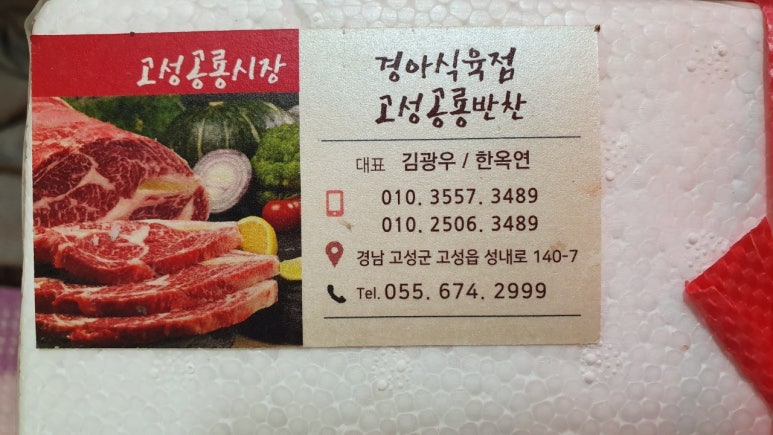 고성공룡시장
경아식육점
고성공룡반찬
대표 김광우 / 한옥연
010. 3557. 3489
010. 2506. 3489
경남 고성군 고성읍 성내로 140-7
Tel. 055. 674. 2999